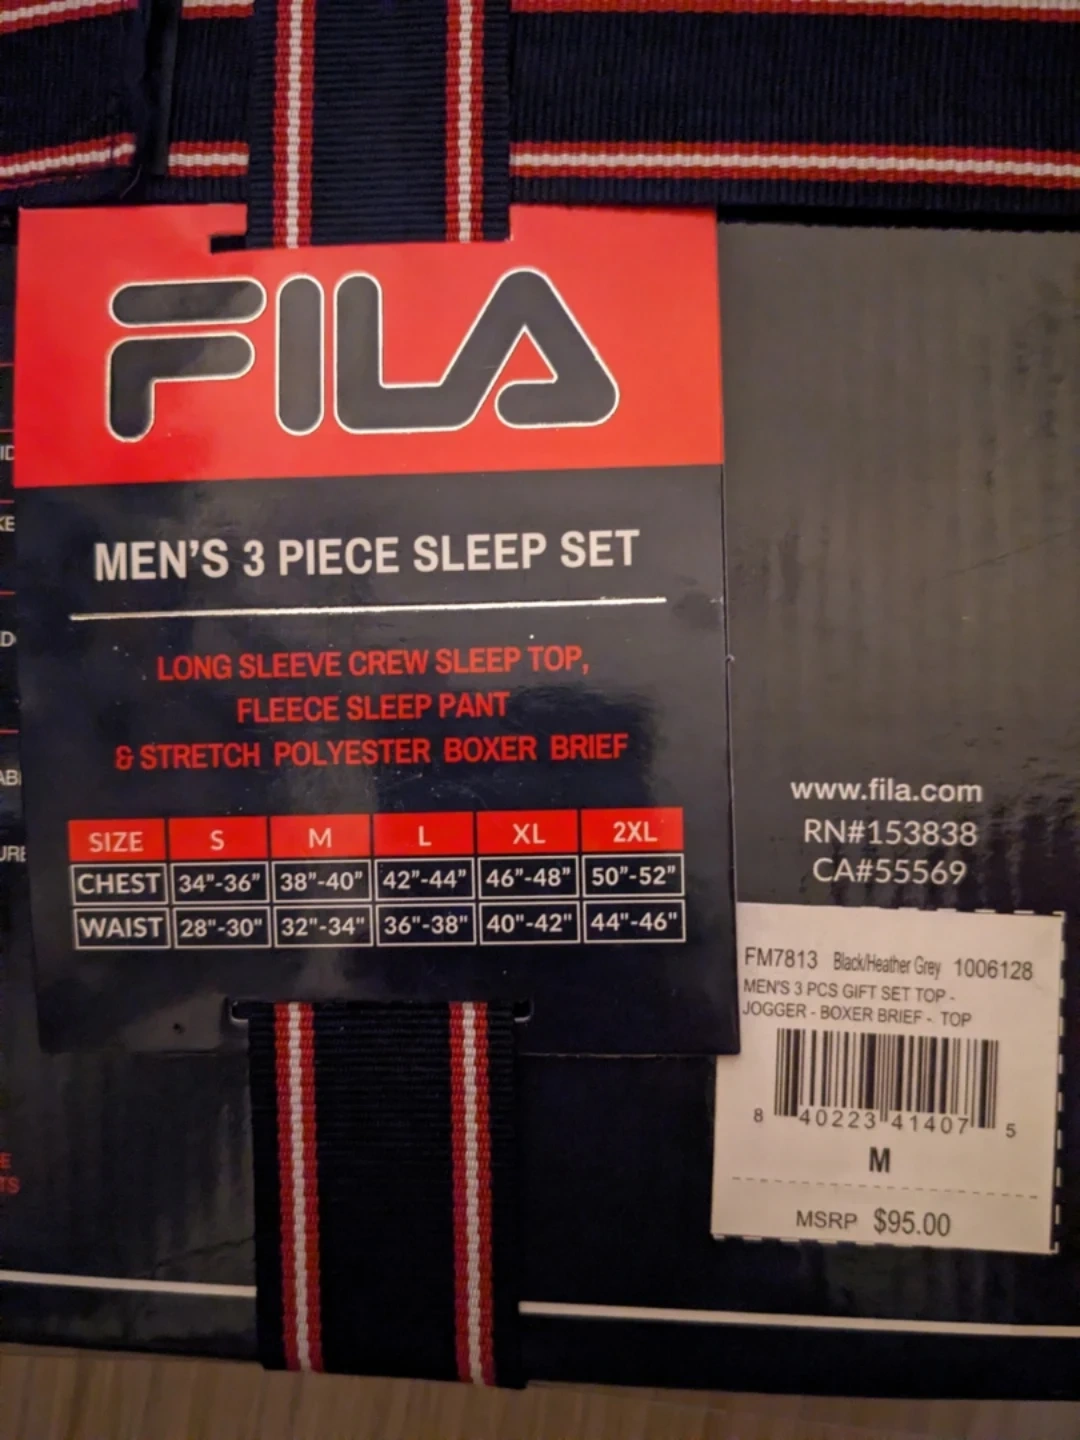 FILA
MEN'S 3 PIECE SLEEP SET
LONG SLEEVE CREW SLEEP TOP,
FLEECE SLEEP PANT
& STRETCH POLYESTER BOXER BRIEF
SIZE S M L XL 2XL
CHEST 34"-36" 38"-40" 42"-44" 46"-48" 50"-52"
WAIST 28"-30" 32"-34" 36"-38" 40"-42" 44"-46"
www.fila.com
RN#153838
CA#55569
FM7813 Black/Heather Grey 1006128
MEN'S 3 PCS GIFT SET TOP -
JOGGER - BOXER BRIEF - TOP
8 40223 41407 5
M
MSRP $95.00